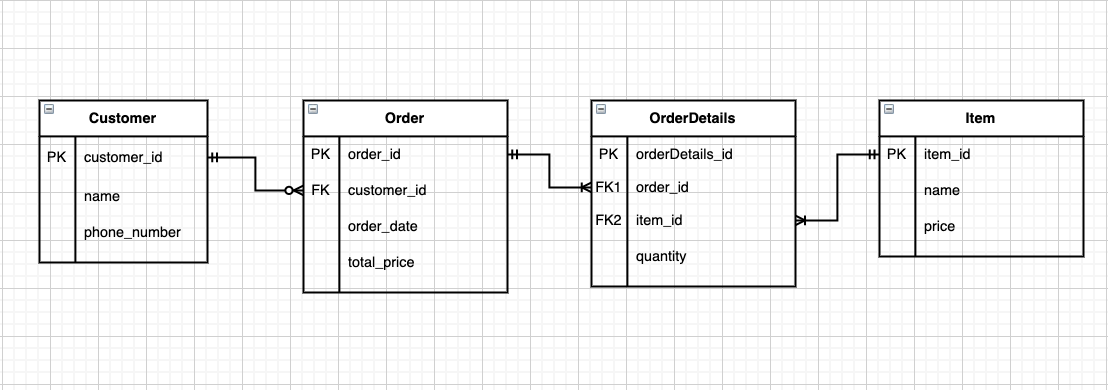 Customer
PK customer_id
name
phone_number
Order
PK order_id
FK customer_id
order_date
total_price
OrderDetails
PK orderDetails_id
FK1 order_id
FK2 item_id
quantity
Item
PK item_id
name
price